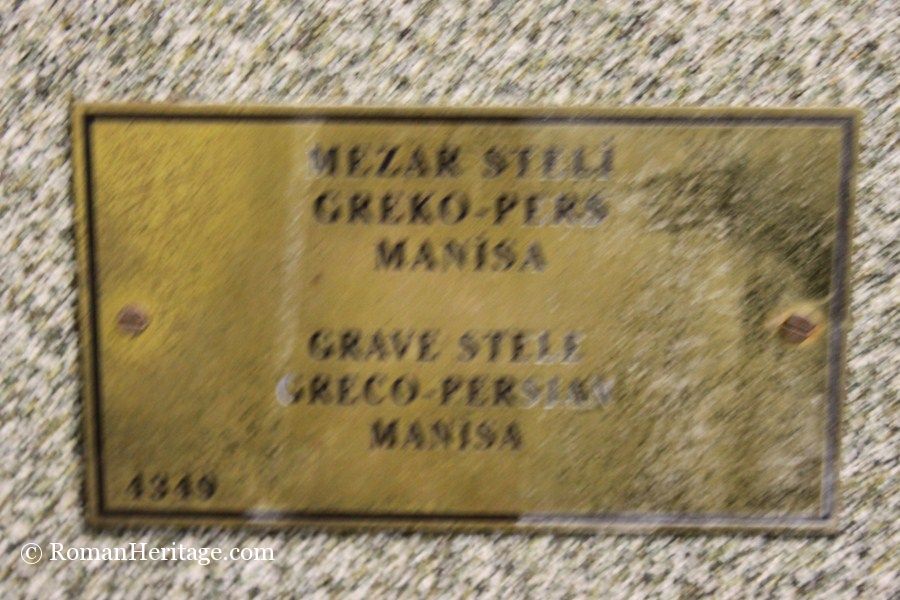 MEZAR STELİ
GREKO-PERS
MANİSA
GRAVE STELE
GRECO-PERSIAN
MANİSA
4349
© RomanHeritage.com